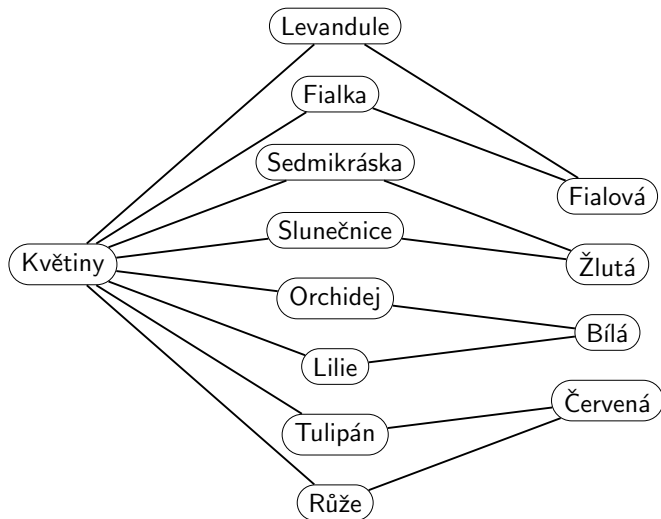 Květiny
Levandule
Fialka
Sedmikráska
Slunečnice
Orchidej
Lilie
Tulipán
Růže
Fialová
Žlutá
Bílá
Červená